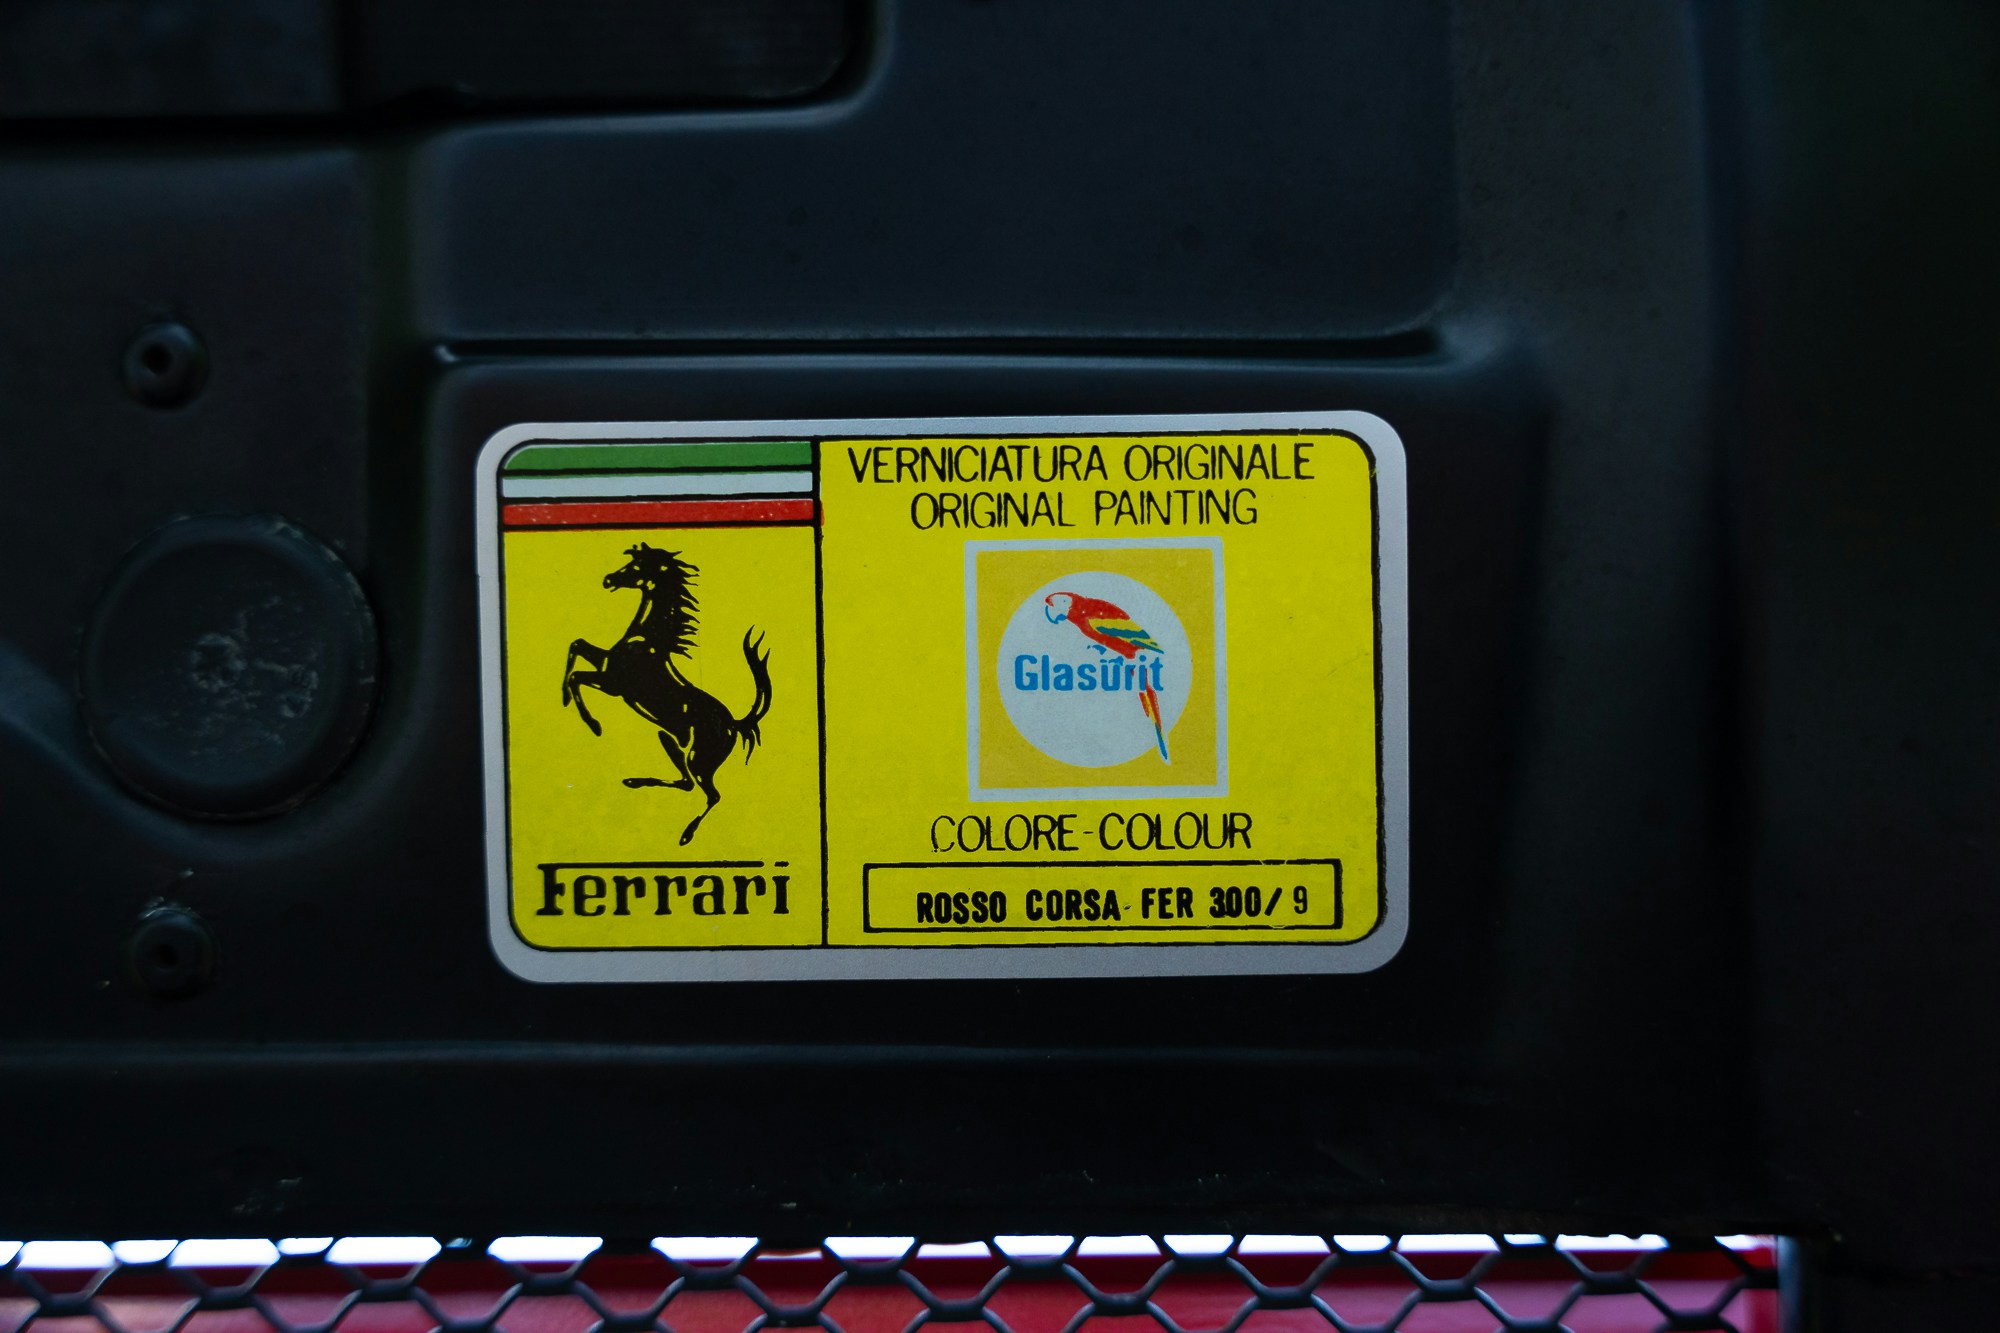 VERNICIATURA ORIGINALE
ORIGINAL PAINTING
Glasurit
COLORE-COLOUR
ROSSO CORSA-FER 300/9
Ferrari